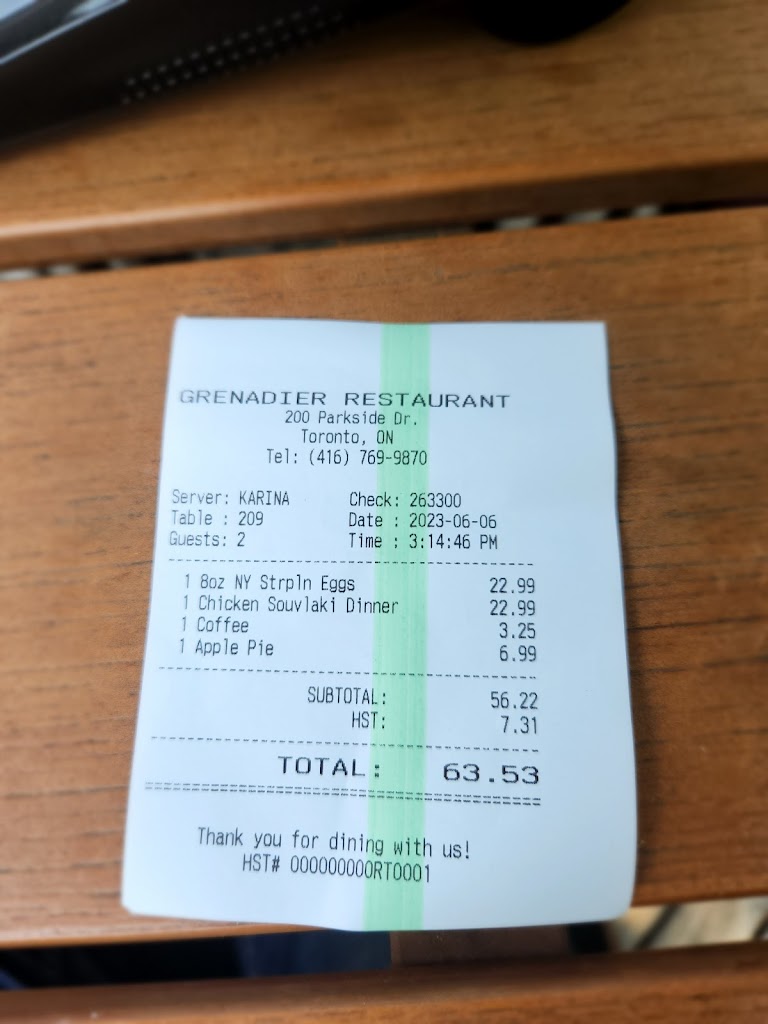 GRENADIER RESTAURANT
200 Parkside Dr.
Toronto, ON
Tel: (416) 769-9870
Server: KARINA Check: 263300
Table : 209 Date : 2023-06-06
Guests: 2 Time : 3:14:46 PM
1 8oz NY Strpln Eggs 22.99
1 Chicken Souvlaki Dinner 22.99
1 Coffee 3.25
1 Apple Pie 6.99
SUBTOTAL: 56.22
HST: 7.31
TOTAL: 63.53
Thank you for dining with us!
HST# 000000000RT0001